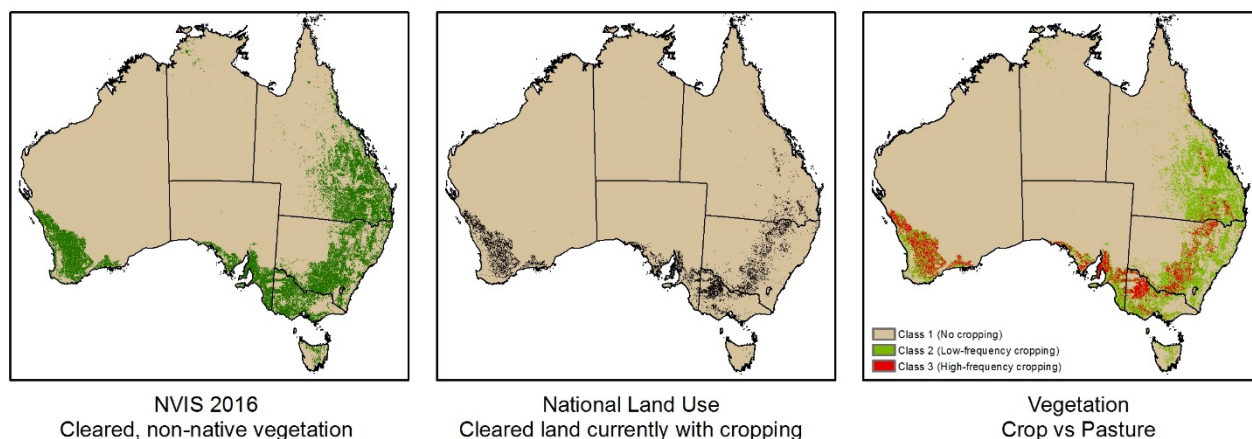 Class 1 (No cropping)
Class 2 (Low-frequency cropping)
Class 3 (High-frequency cropping)
NVIS 2016
Cleared, non-native vegetation
National Land Use
Cleared land currently with cropping
Vegetation
Crop vs Pasture